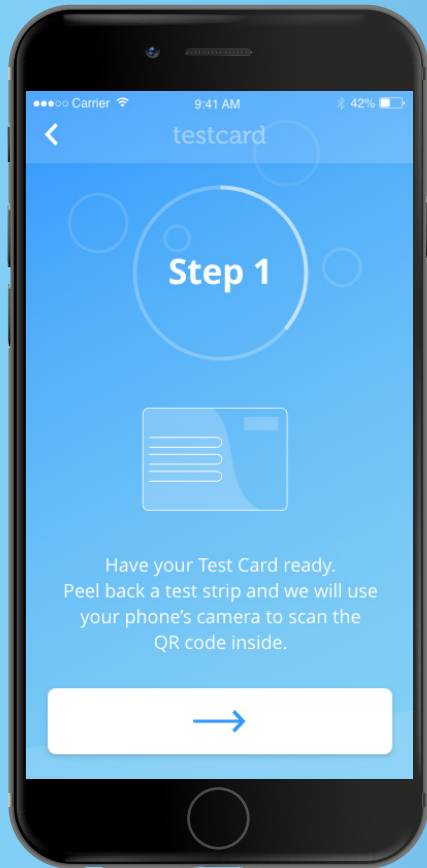 Carrier 9:41 AM 42%
testcard
Step 1
Have your Test Card ready.
Peel back a test strip and we will use
your phone's camera to scan the
QR code inside.